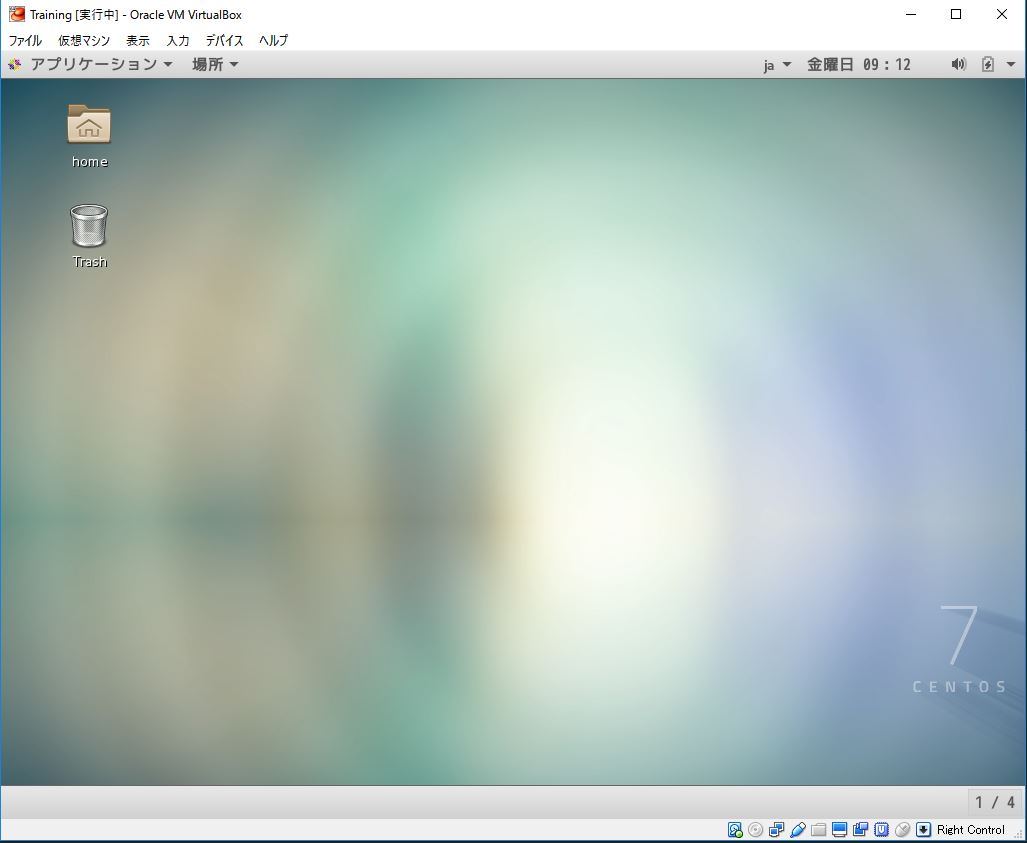 Training [実行中] - Oracle VM VirtualBox
ファイル 仮想マシン 表示 入力 デバイス ヘルプ
アプリケーション 場所 ja 金曜日 09：12
home
Trash
7
CENTOS
1 / 4
Right Control